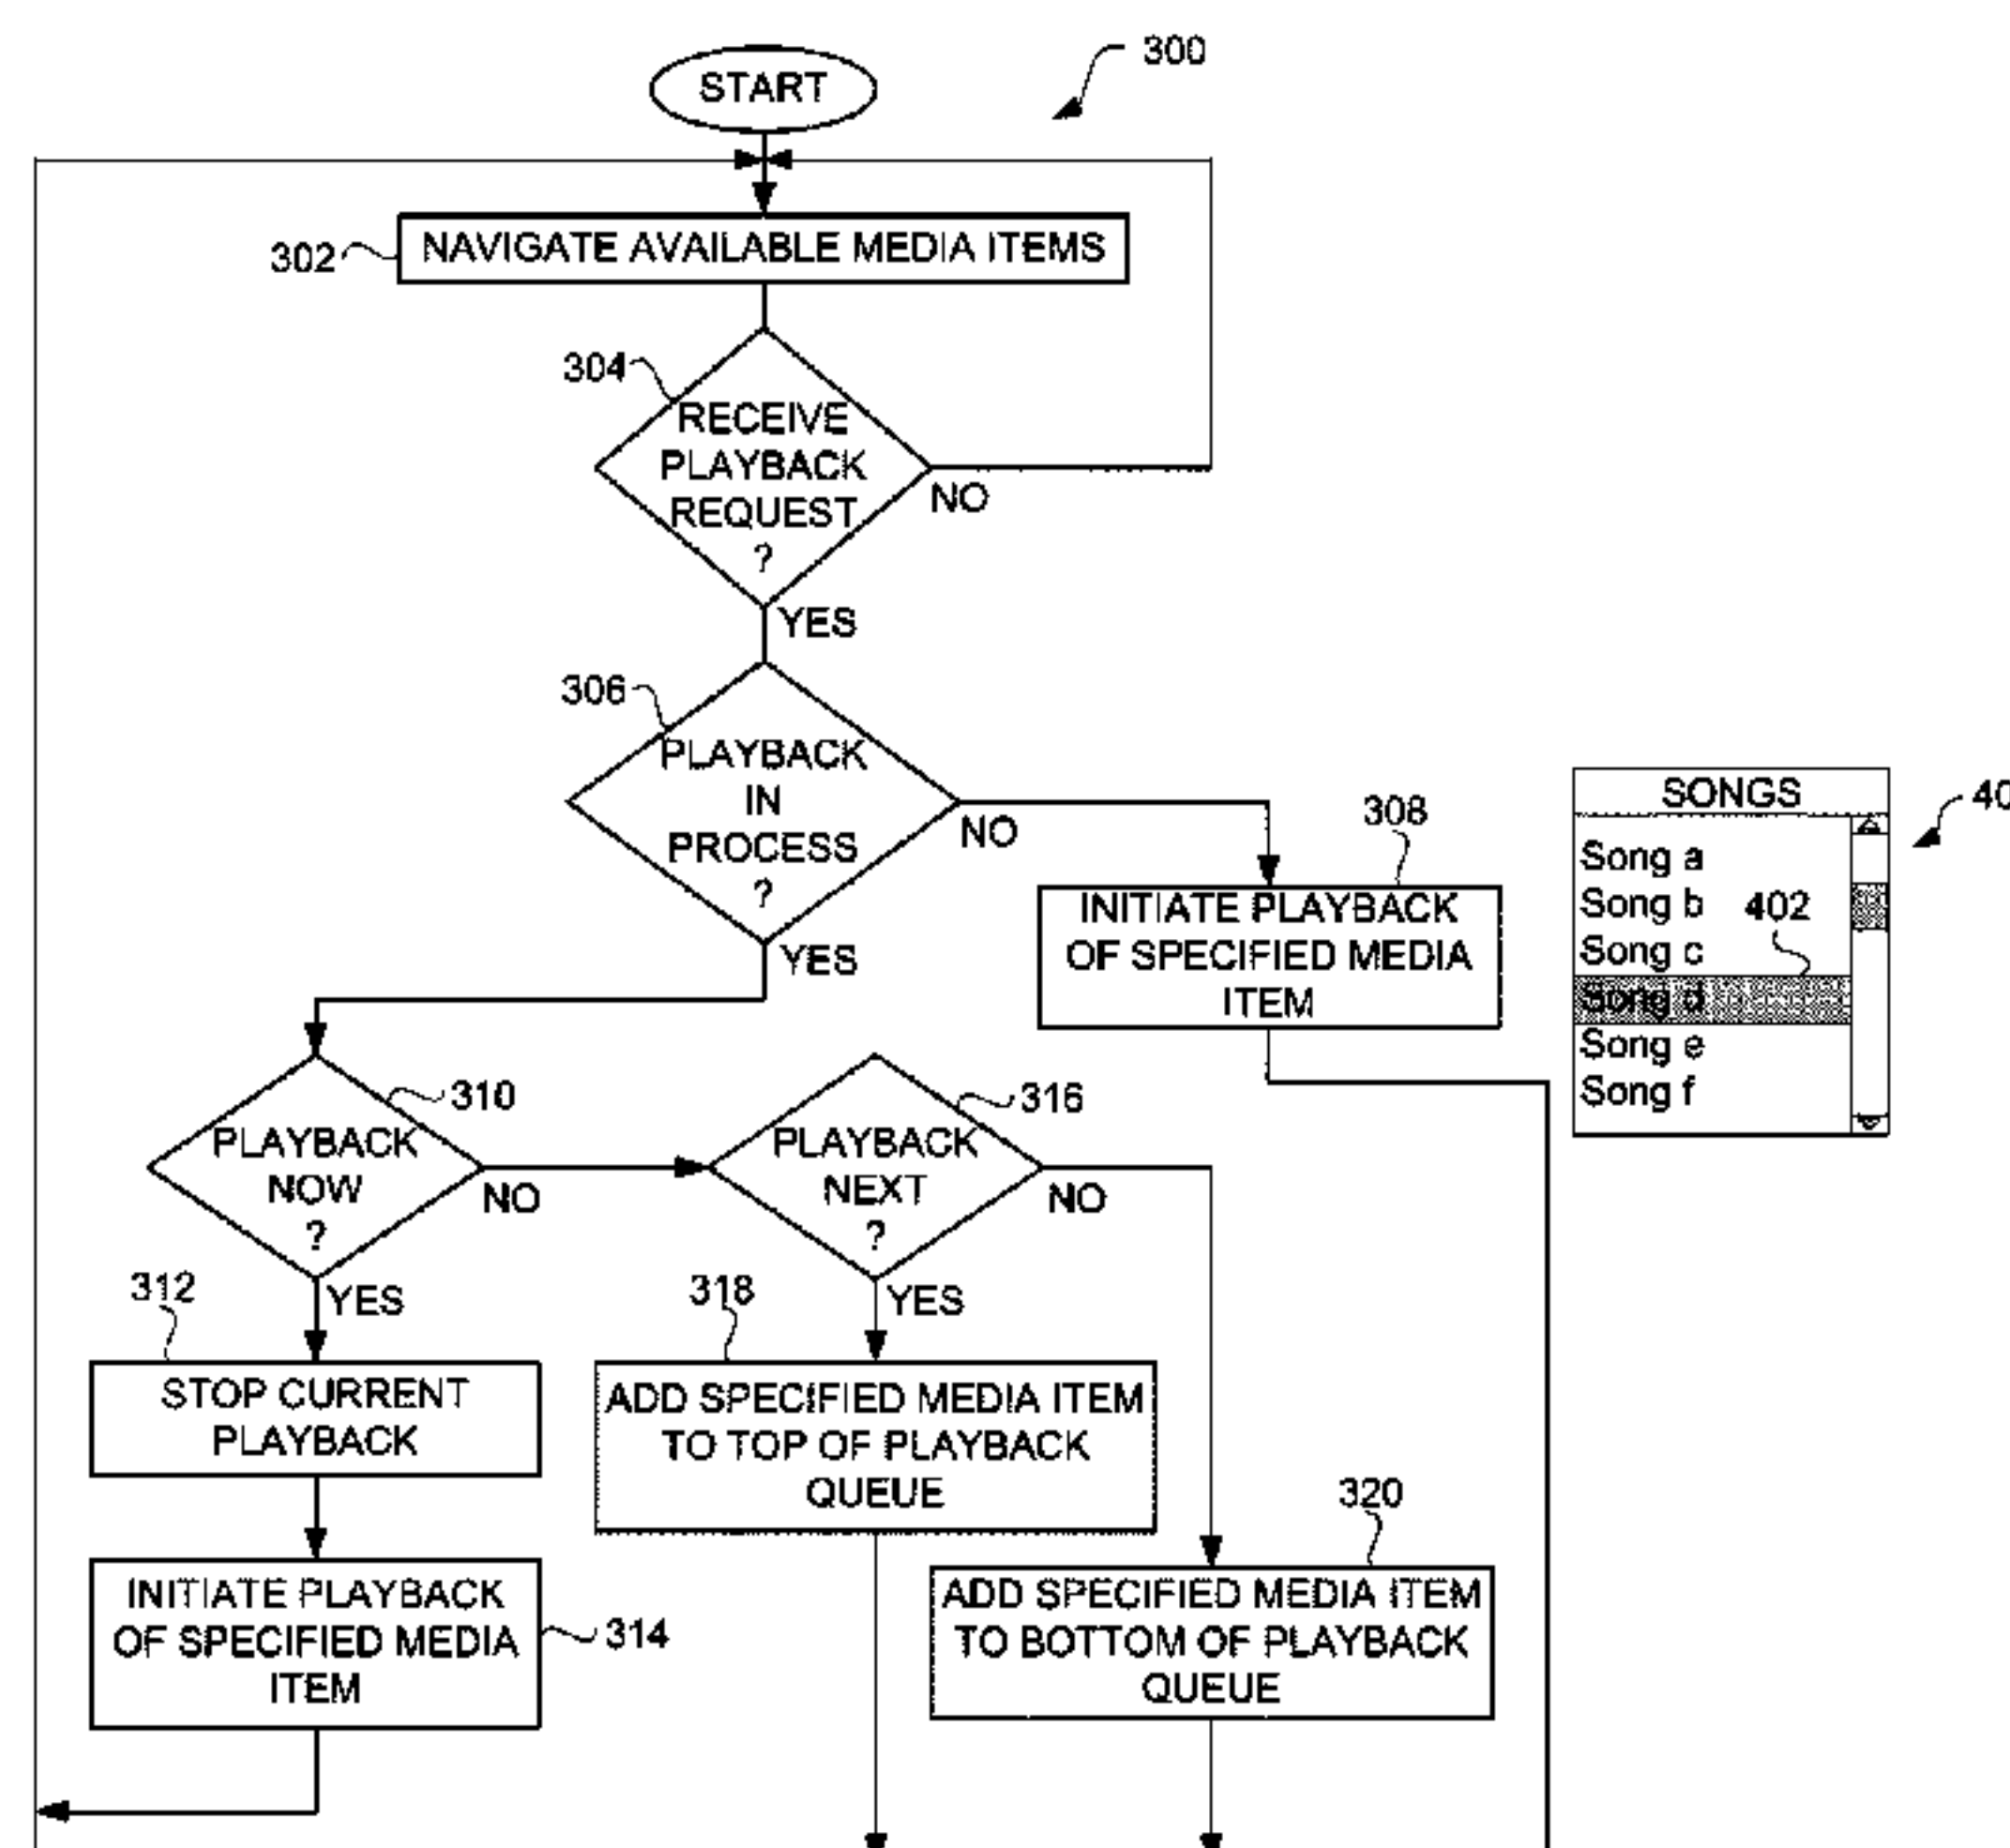 300
START
302
NAVIGATE AVAILABLE MEDIA ITEMS
304
RECEIVE
PLAYBACK
REQUEST
?
NO
YES
306
PLAYBACK
IN
PROCESS
?
NO
YES
308
INITIATE PLAYBACK
OF SPECIFIED MEDIA
ITEM
SONGS
40
Song a
Song b
402
Song c
Song d
Song e
Song f
310
PLAYBACK
NOW
?
NO
YES
316
PLAYBACK
NEXT
?
NO
YES
312
STOP CURRENT
PLAYBACK
318
ADD SPECIFIED MEDIA ITEM
TO TOP OF PLAYBACK
QUEUE
320
ADD SPECIFIED MEDIA ITEM
TO BOTTOM OF PLAYBACK
QUEUE
INITIATE PLAYBACK
OF SPECIFIED MEDIA
ITEM
314